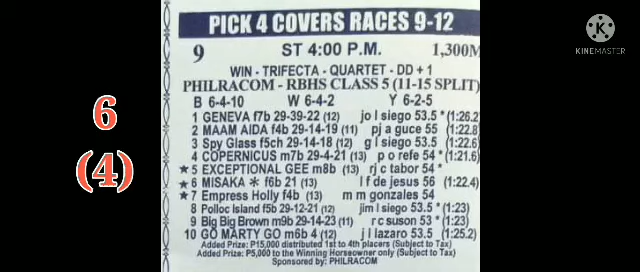 PICK 4 COVERS RACES 9-12
9 ST 4:00 P.M. 1,300M
KINEMASTER
WIN - TRIFECTA - QUARTET - DD + 1
PHILRACOM - RBHS CLASS 5 (11-15 SPLIT)
B 6-4-10 W 6-4-2 Y 6-2-5
6
(4)
1 GENEVA f7b 29-39-22 (12) jo l siego 53.5 * (1:26.2
2 MAAM AIDA f4b 29-14-19 (11) pj a guce 55 (1:22.8
3 Spy Glass f5ch 29-14-18 (12) g l siego 53.5 (1:22.6
4 COPERNICUS m7b 29-4-21 (13) p o refe 54 * (1:21.6)
★ 5 EXCEPTIONAL GEE m8b (13) rj c tabor 54 *
★ 6 MISAKA * f6b 21 (13) l f de jesus 56 (1:22.4)
★ 7 Empress Holly f4b (13) m m gonzales 54
8 Polloc Island f5b 29-12-21 (12) jim l siego 53.5 * (1:23)
9 Big Big Brown m9b 29-14-23 (11) r c suson 53 * (1:23)
10 GO MARTY GO m6b 4 (12) j l lazaro 53.5 (1:25.2)
Added Prize: P15,000 distributed 1st to 4th placers (Subject to Tax)
Added Prize: P5,000 to the Winning Horseowner only (Subject to Tax)
Sponsored by: PHILRACOM